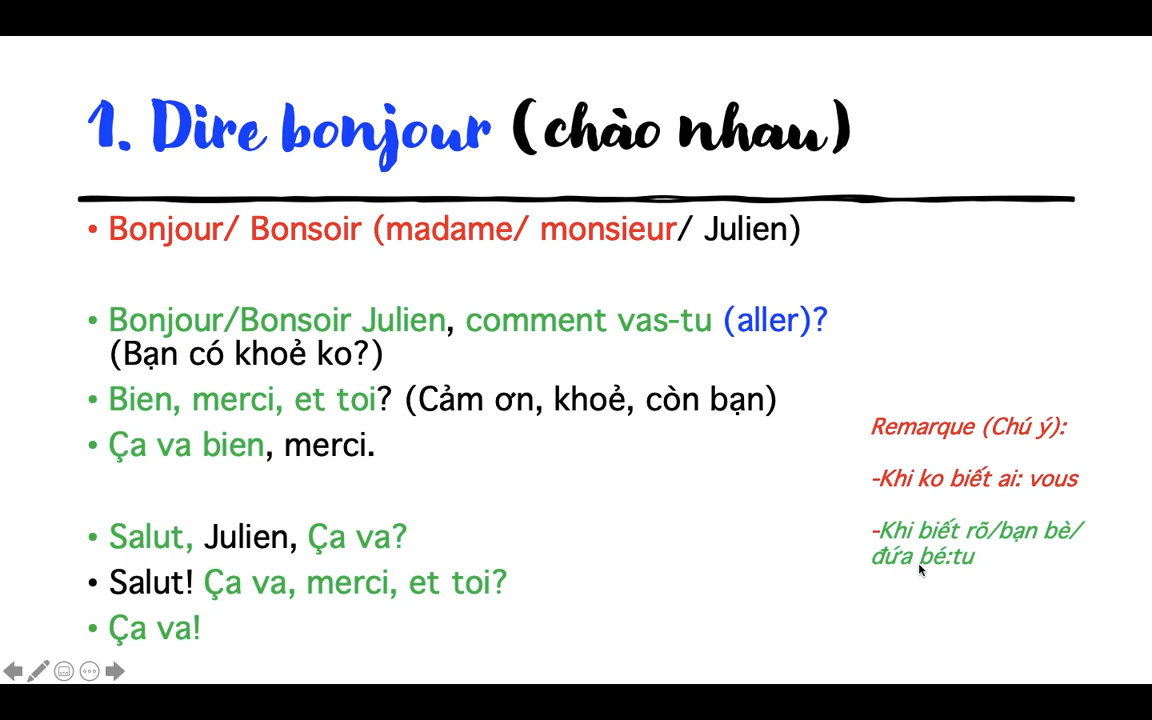 1. Dire bonjour (chào nhau)
• Bonjour/ Bonsoir (madame/ monsieur/ Julien)
• Bonjour/Bonsoir Julien, comment vas-tu (aller)?
(Bạn có khoẻ ko?)
• Bien, merci, et toi? (Cảm ơn, khoẻ, còn bạn)
• Ça va bien, merci.
• Salut, Julien, Ça va?
• Salut! Ça va, merci, et toi?
• Ça va!
Remarque (Chú ý):
-Khi ko biết ai: vous
-Khi biết rõ/bạn bè/
đứa bé:tu